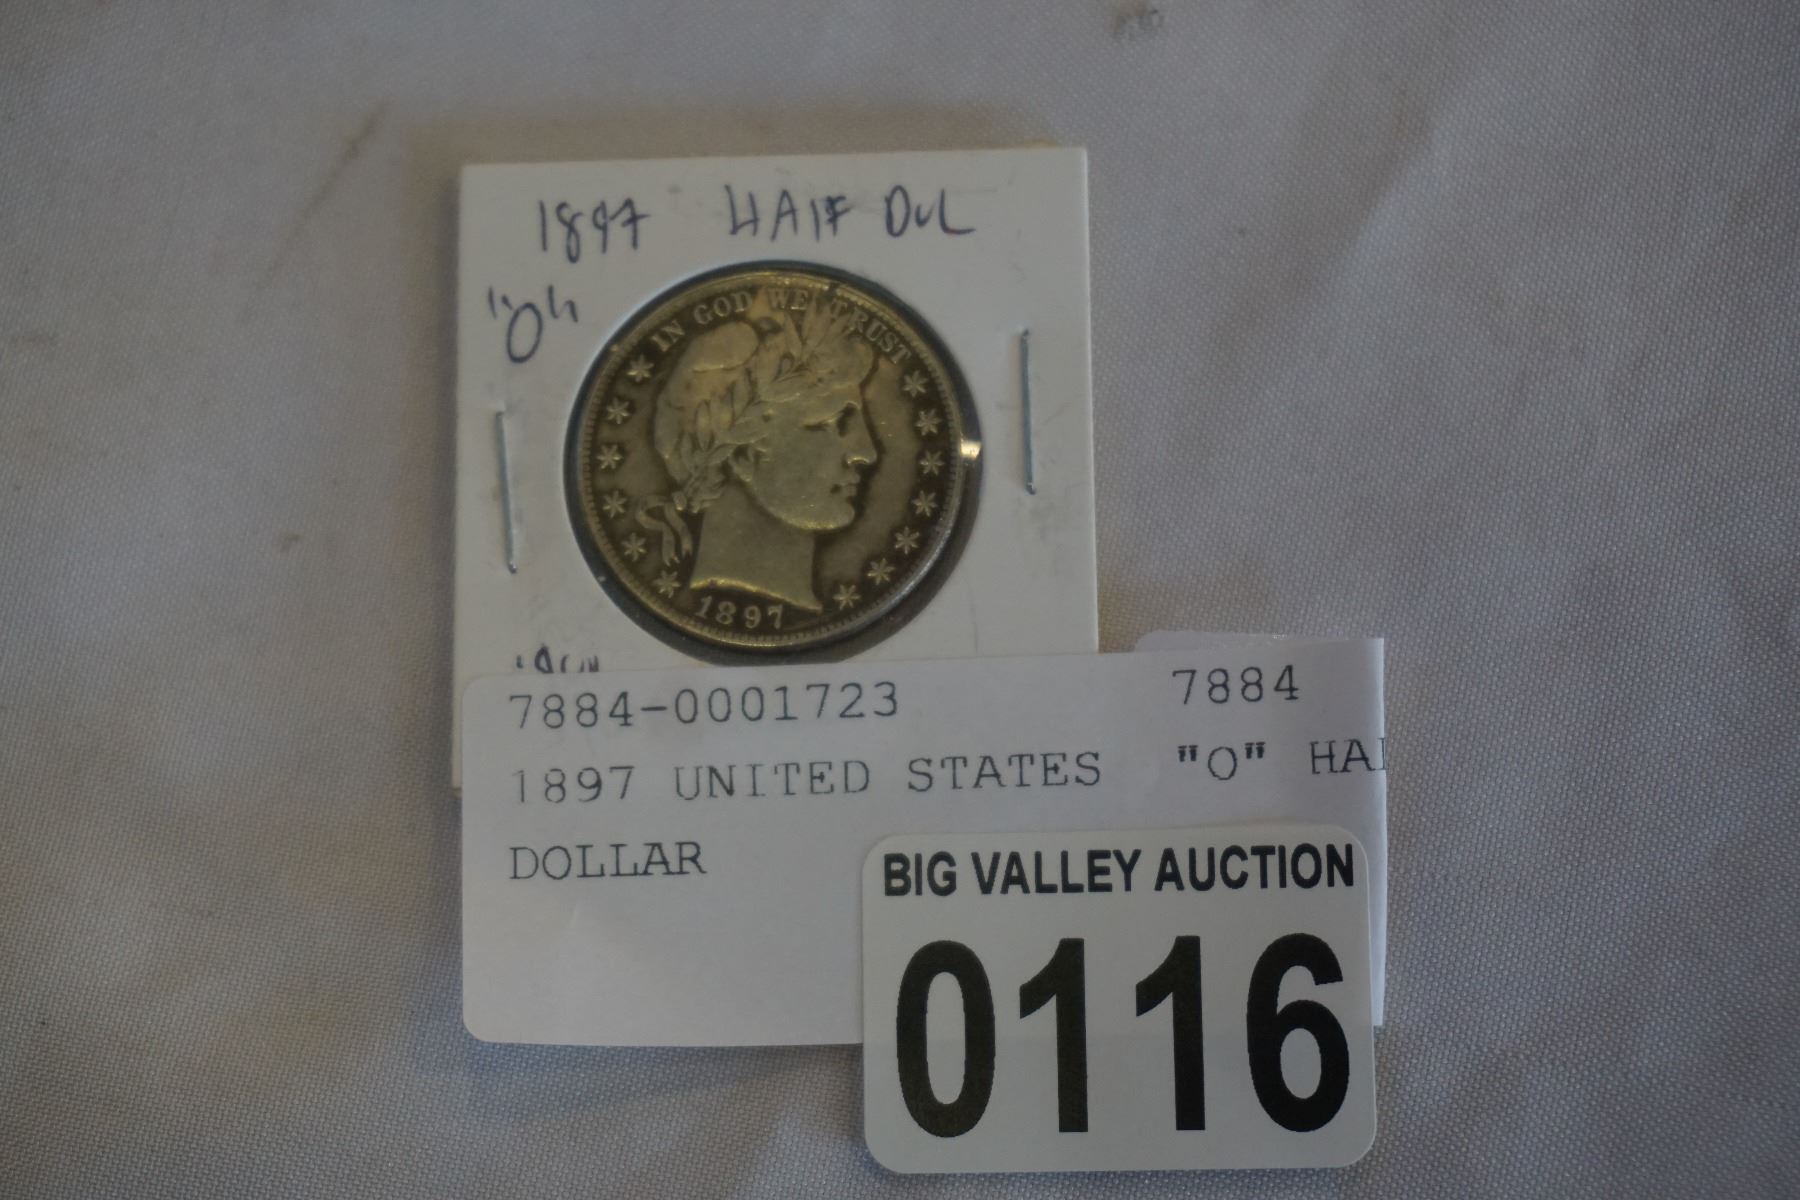 1897 HAlF DOL
"O"
IN GOD WE TRUST
1897
7884-0001723 7884
1897 UNITED STATES "O" HA
DOLLAR
BIG VALLEY AUCTION
0116